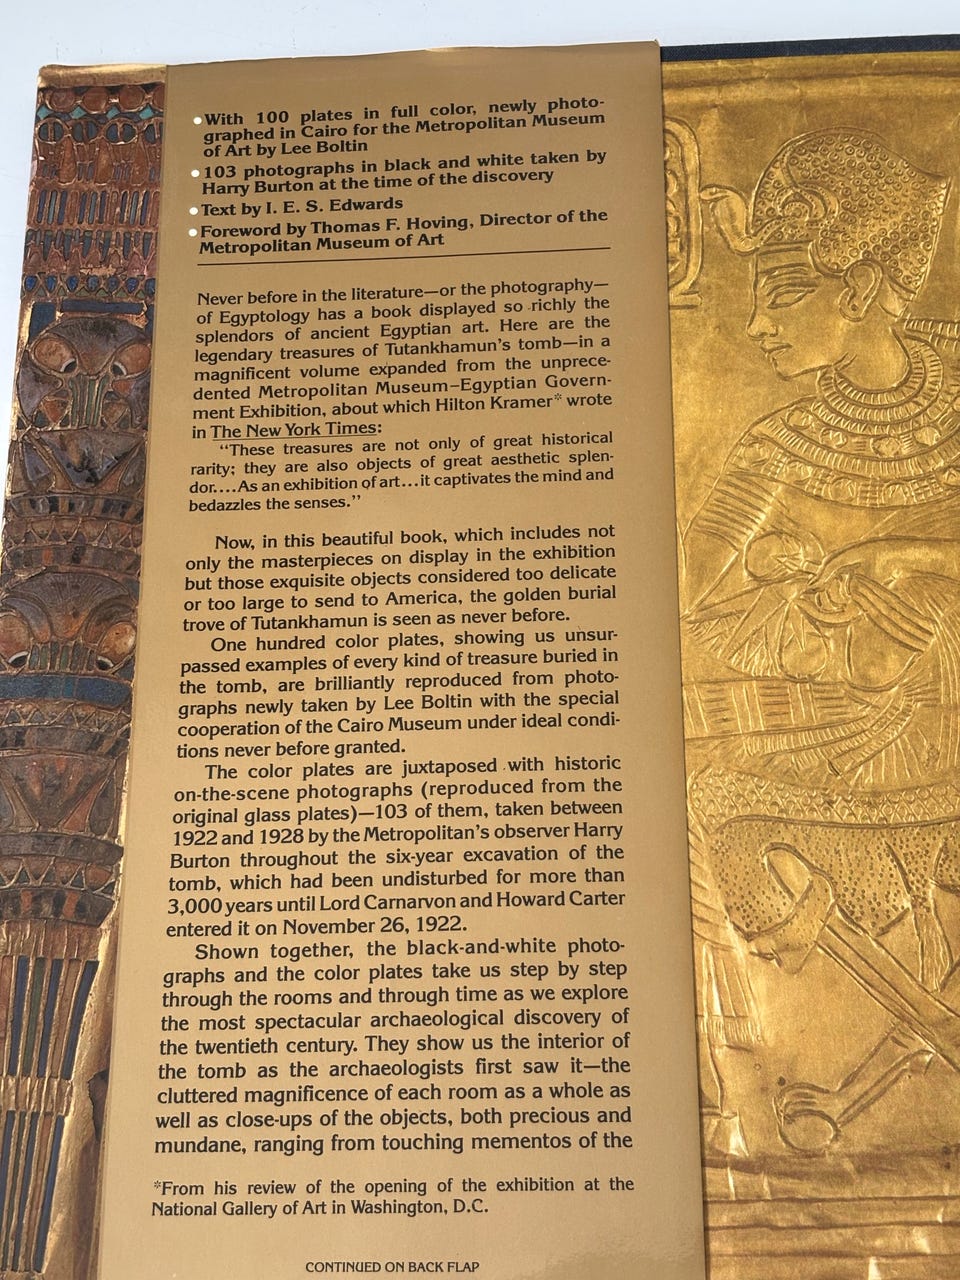 •With 100 plates in full color, newly photo-
graphed in Cairo for the Metropolitan Museum
of Art by Lee Boltin
•103 photographs in black and white taken by
Harry Burton at the time of the discovery
•Text by I. E. S. Edwards
•Foreword by Thomas F. Hoving, Director of the
Metropolitan Museum of Art
Never before in the literature—or the photography—
of Egyptology has a book displayed so richly the
splendors of ancient Egyptian art. Here are the
legendary treasures of Tutankhamun's tomb—in a
magnificent volume expanded from the unprece-
dented Metropolitan Museum–Egyptian Govern-
ment Exhibition, about which Hilton Kramer* wrote
in The New York Times:
"These treasures are not only of great historical
rarity; they are also objects of great aesthetic splen-
dor....As an exhibition of art...it captivates the mind and
bedazzles the senses."
Now, in this beautiful book, which includes not
only the masterpieces on display in the exhibition
but those exquisite objects considered too delicate
or too large to send to America, the golden burial
trove of Tutankhamun is seen as never before.
One hundred color plates, showing us unsur-
passed examples of every kind of treasure buried in
the tomb, are brilliantly reproduced from photo-
graphs newly taken by Lee Boltin with the special
cooperation of the Cairo Museum under ideal condi-
tions never before granted.
The color plates are juxtaposed with historic
on-the-scene photographs (reproduced from the
original glass plates)—103 of them, taken between
1922 and 1928 by the Metropolitan's observer Harry
Burton throughout the six-year excavation of the
tomb, which had been undisturbed for more than
3,000 years until Lord Carnarvon and Howard Carter
entered it on November 26, 1922.
Shown together, the black-and-white photo-
graphs and the color plates take us step by step
through the rooms and through time as we explore
the most spectacular archaeological discovery of
the twentieth century. They show us the interior of
the tomb as the archaeologists first saw it—the
cluttered magnificence of each room as a whole as
well as close-ups of the objects, both precious and
mundane, ranging from touching mementos of the
*From his review of the opening of the exhibition at the
National Gallery of Art in Washington, D.C.
CONTINUED ON BACK FLAP